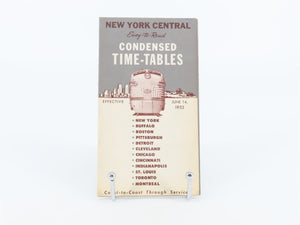 NEW YORK CENTRAL
Easy-to-Read
CONDENSED
TIME-TABLES
EFFECTIVE JUNE 14, 1953
• NEW YORK
• BUFFALO
• BOSTON
• PITTSBURGH
• DETROIT
• CLEVELAND
• CHICAGO
• CINCINNATI
• INDIANAPOLIS
• ST. LOUIS
• TORONTO
• MONTREAL
Coast-to-Coast Through Service